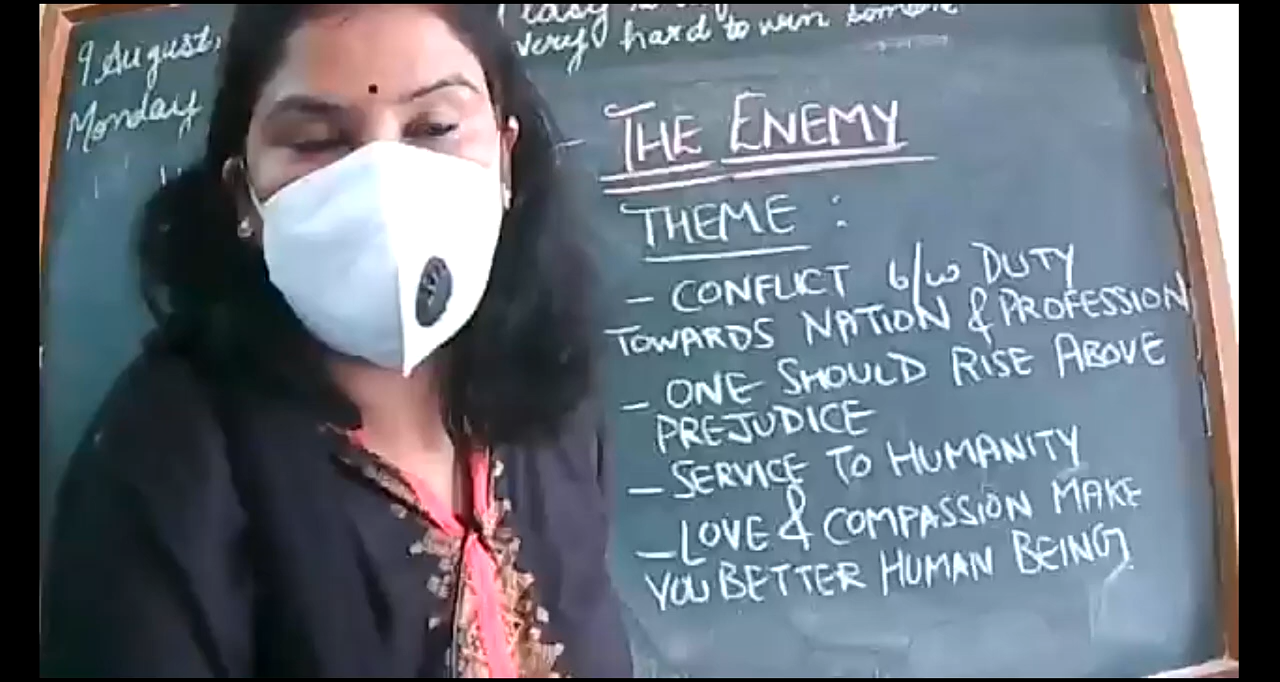 9 August,
Monday
easy
very hard to win
THE ENEMY
THEME :
- CONFLICT b/w DUTY
TOWARDS NATION & PROFESSION
- ONE SHOULD RISE ABOVE
PREJUDICE
- SERVICE TO HUMANITY
- LOVE & COMPASSION MAKE
YOU BETTER HUMAN BEING.